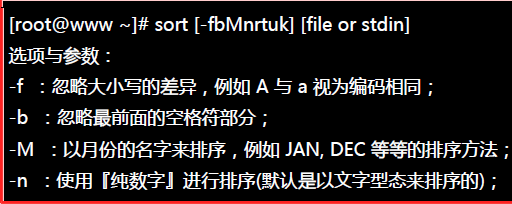 [root@www ~]# sort [-fbMnrtuk] [file or stdin]
选项与参数：
-f ：忽略大小写的差异，例如 A 与 a 视为编码相同；
-b ：忽略最前面的空格符部分；
-M ：以月份的名字来排序，例如 JAN, DEC 等等的排序方法；
-n ：使用『纯数字』进行排序(默认是以文字型态来排序的)；